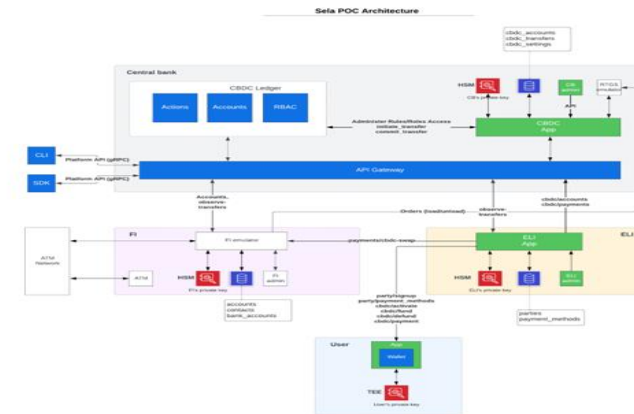 Sela POC Architecture
cbdc_accounts
cbdc_transfers
cbdc_settings
Central bank
CBDC Ledger
Actions
Accounts
RBAC
HSM
CB's private key
CB
admin
RTGS
emulator
API
Administer Rules/Roles Access
initiate_transfer
commit_transfer
CBDC
App
CLI
Platform API (gRPC)
SDK
Platform API (gRPC)
API Gateway
Accounts,
observe-
transfers
Orders (load/unload)
observe-
transfers
cbdc/accounts
cbdc/payments
ATM
Network
FI
FI emulator
payments/cbdc-swap
ELI
App
ELI
ATM
HSM
FI's private key
FI
admin
HSM
ELI's private key
ELI
admin
accounts
contacts
bank_accounts
party/signup
party/payment_methods
cbdc/activate
cbdc/fund
cbdc/defund
cbdc/payment
parties
payment_methods
User
App
Wallet
TEE
User's private key